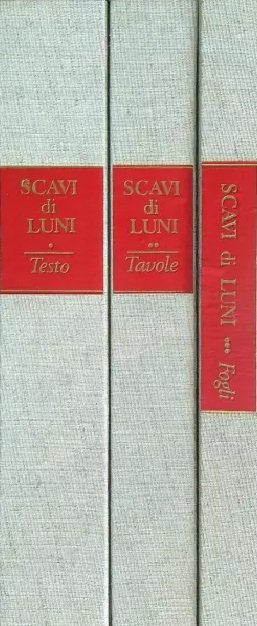 SCAVI
di
LUNI
•
Testo
SCAVI
di
LUNI
••
Tavole
SCAVI di LUNI ••• Fogli